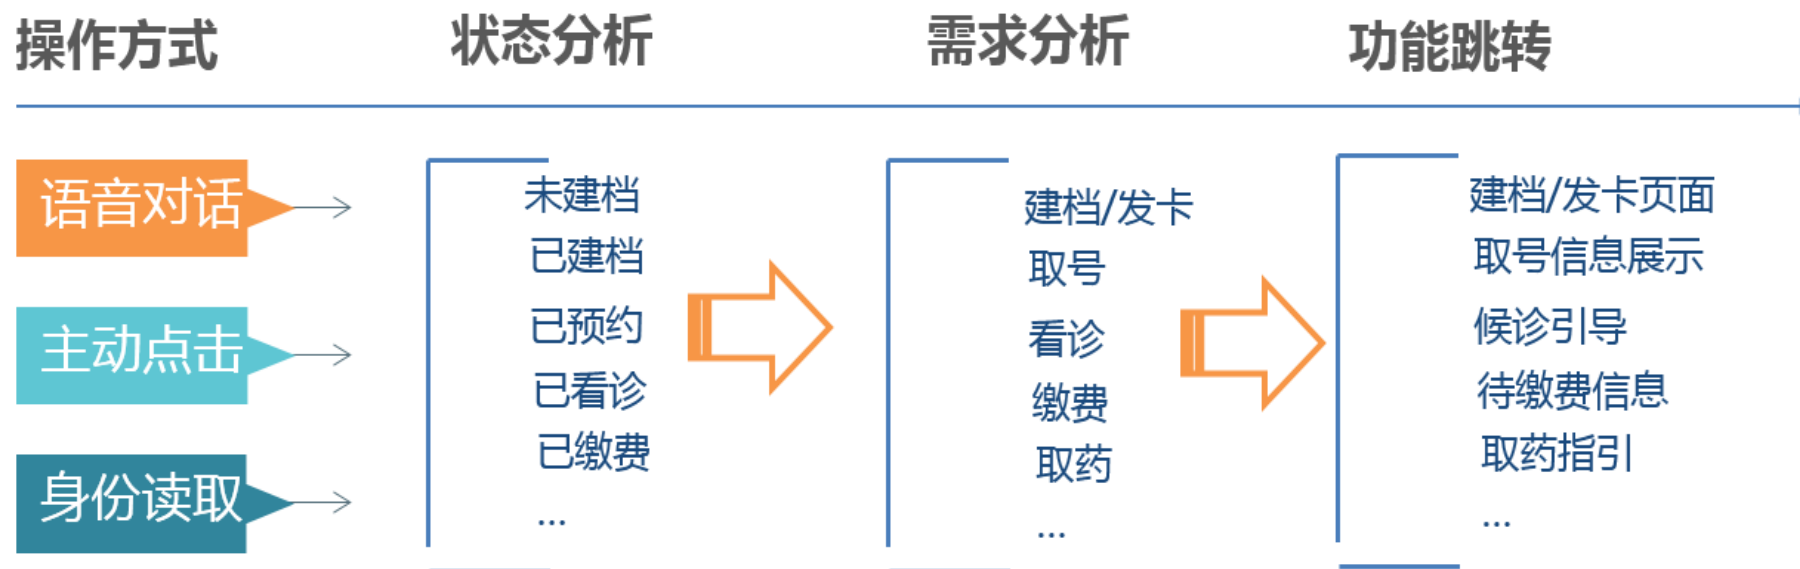 操作方式
状态分析
需求分析
功能跳转
语音对话
主动点击
身份读取
未建档
已建档
已预约
已看诊
已缴费
...
建档/发卡
取号
看诊
缴费
取药
...
建档/发卡页面
取号信息展示
候诊引导
待缴费信息
取药指引
...